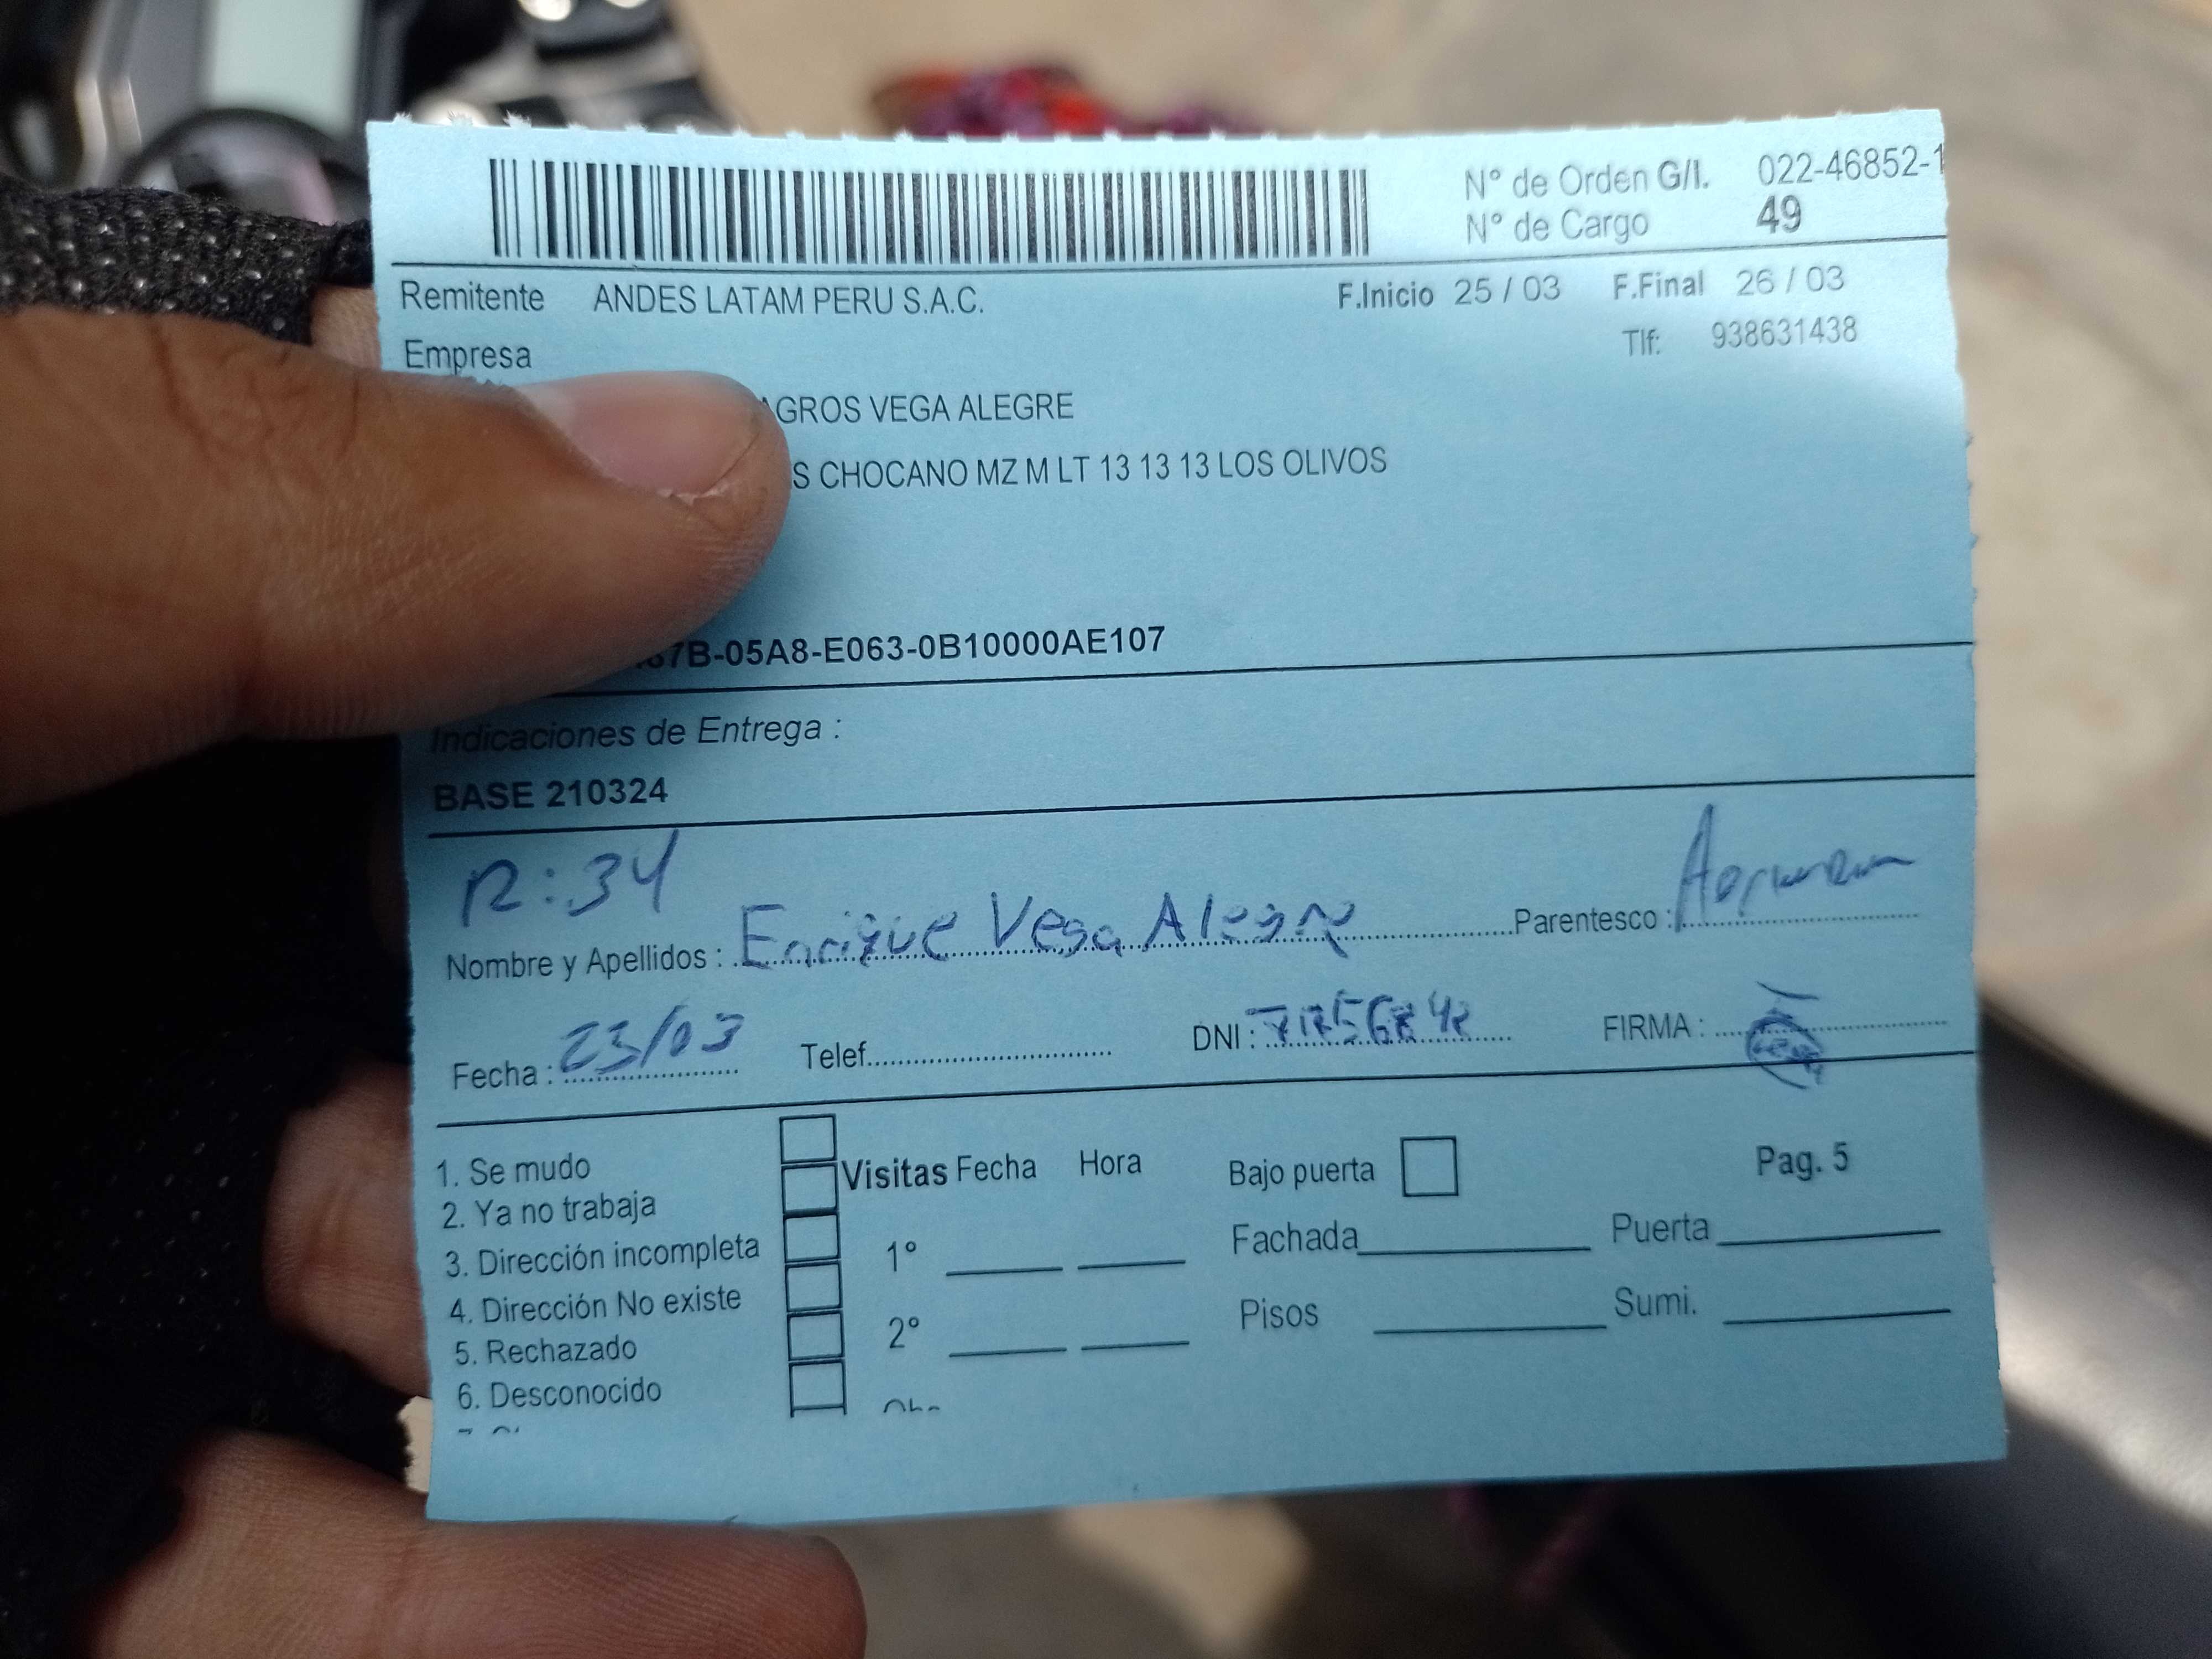 Nº de Orden G/I. 022-46852-1
Nº de Cargo 49
Remitente ANDES LATAM PERU S.A.C. F.Inicio 25 / 03 F.Final 26 / 03
Empresa Tlf: 938631438
AGROS VEGA ALEGRE
S CHOCANO MZ M LT 13 13 13 LOS OLIVOS
7B-05A8-E063-0B10000AE107
Indicaciones de Entrega :
BASE 210324
R:34
Nombre y Apellidos : Enrique Vega Alegre Parentesco :
Fecha : 23/03 Telef. DNI : FIRMA :
1. Se mudo
2. Ya no trabaja
3. Dirección incompleta
4. Dirección No existe
5. Rechazado
6. Desconocido
Visitas Fecha Hora
1º
2º
Bajo puerta Pag. 5
Fachada Puerta
Pisos Sumi.